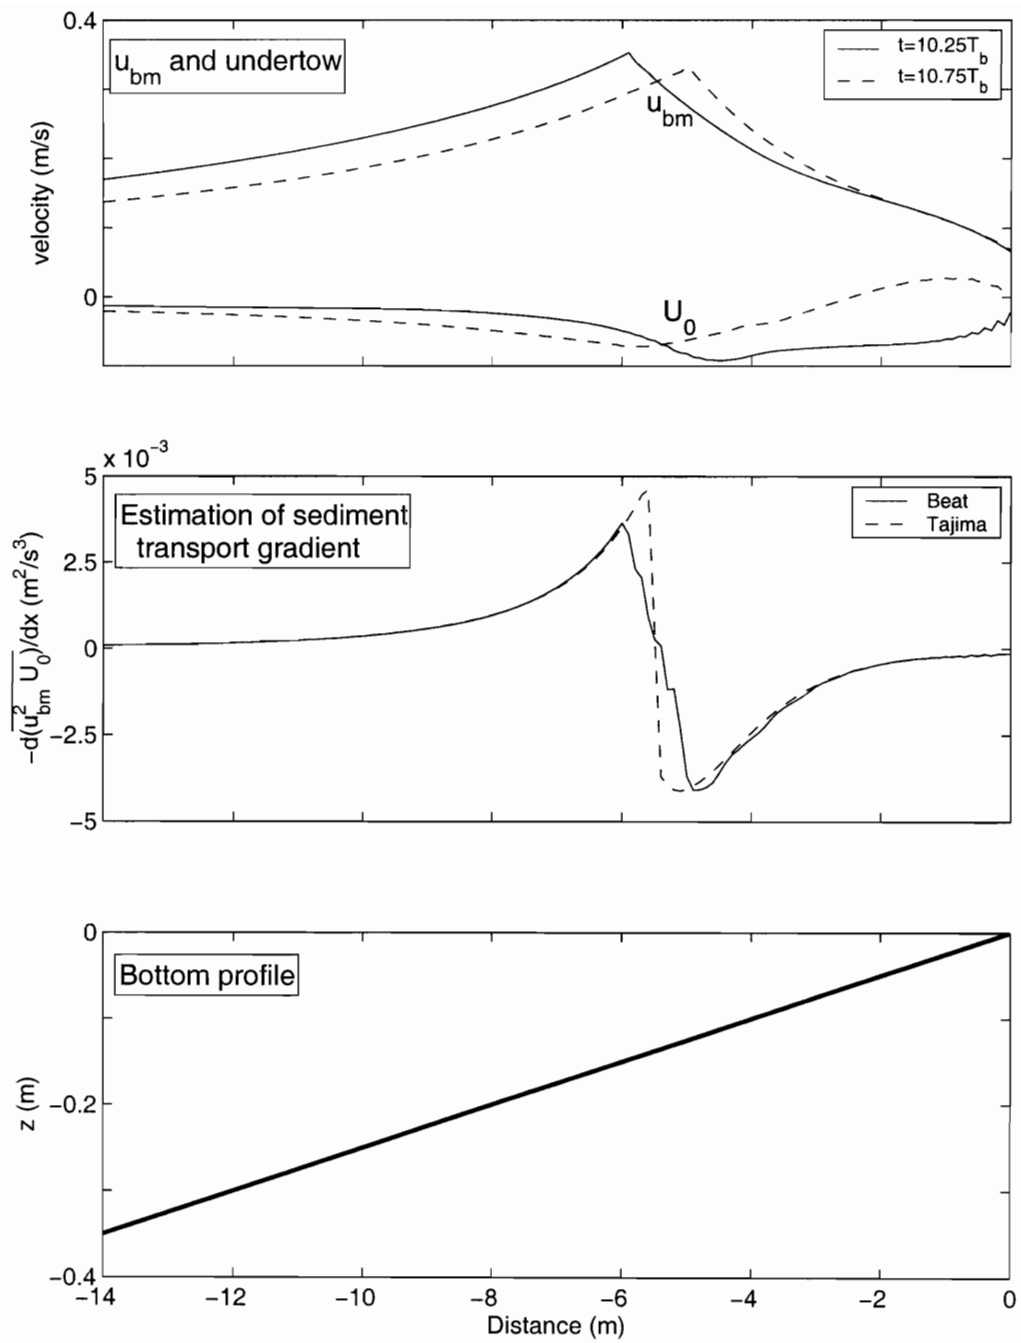 0.4
u_bm and undertow
t=10.25T_b
t=10.75T_b
u_bm
velocity (m/s)
0
U_0
x 10^−3
5
Estimation of sediment
transport gradient
Beat
Tajima
2.5
0
−2.5
−5
−d(u_bm^2 U_0)/dx (m^2/s^3)
0
Bottom profile
z (m)
−0.2
−0.4
−14 −12 −10 −8 −6 −4 −2 0
Distance (m)